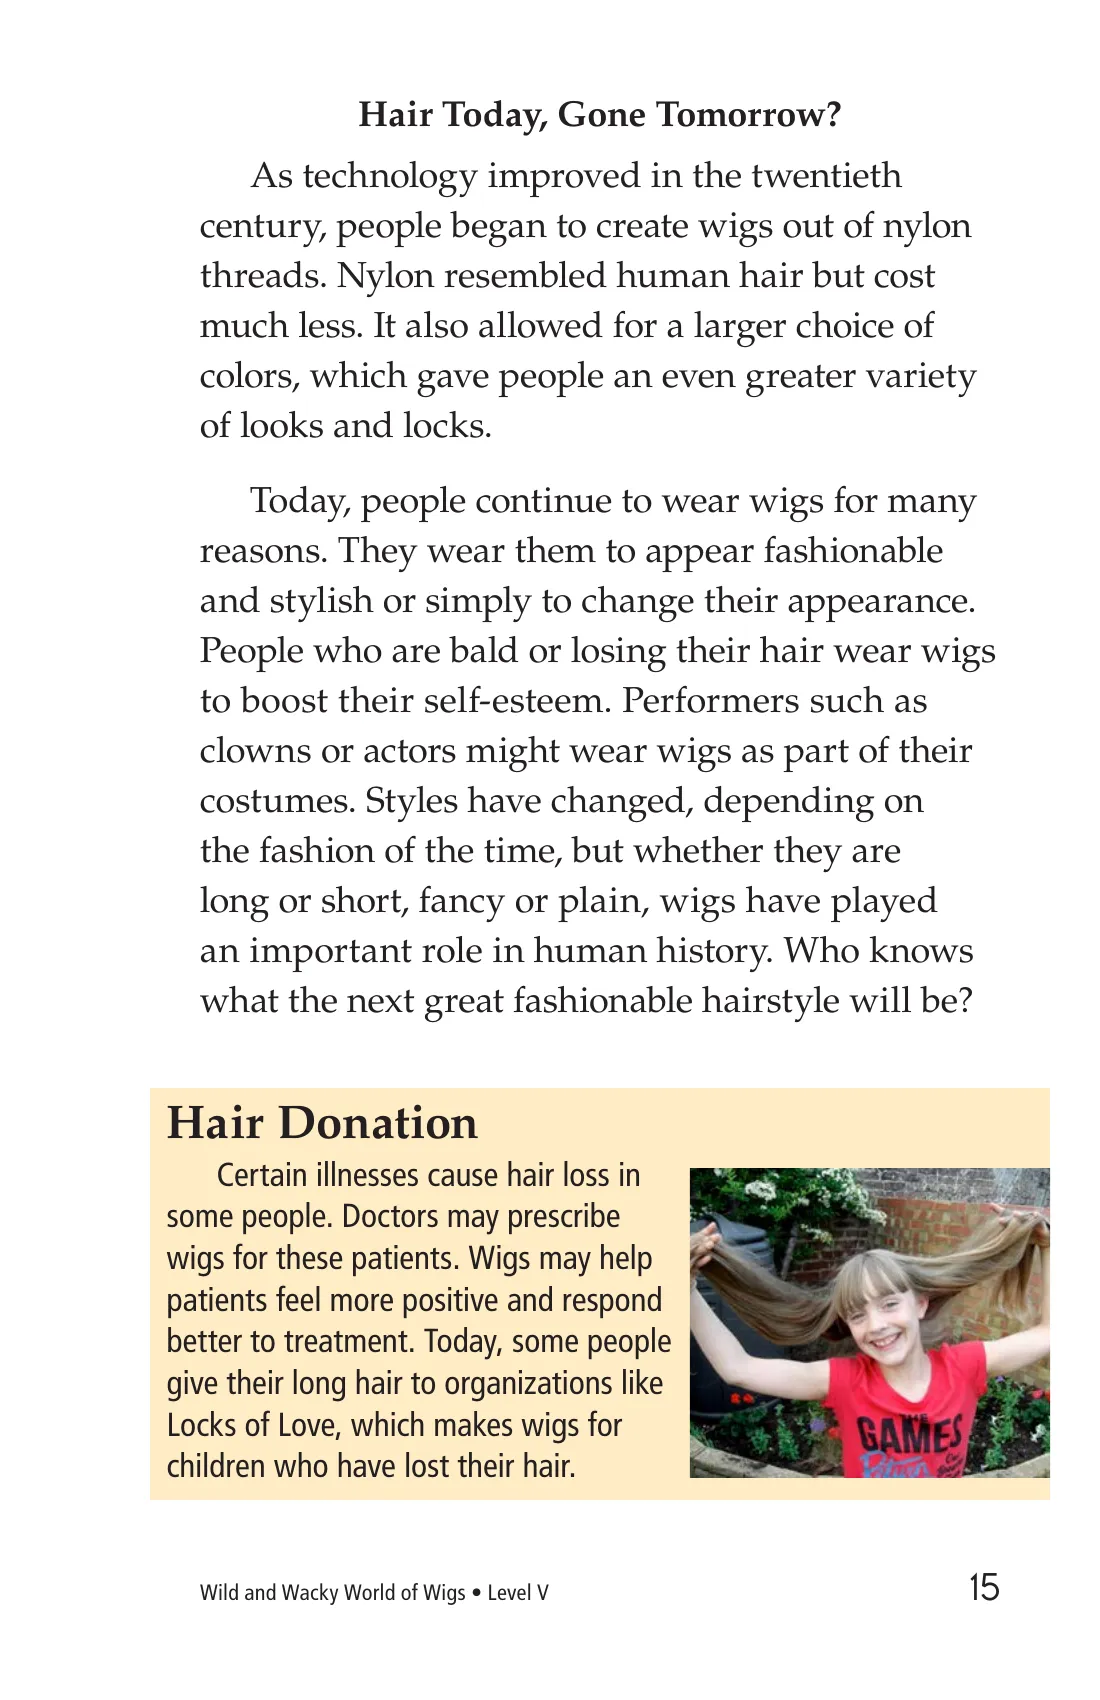 Hair Today, Gone Tomorrow?
As technology improved in the twentieth
century, people began to create wigs out of nylon
threads. Nylon resembled human hair but cost
much less. It also allowed for a larger choice of
colors, which gave people an even greater variety
of looks and locks.
Today, people continue to wear wigs for many
reasons. They wear them to appear fashionable
and stylish or simply to change their appearance.
People who are bald or losing their hair wear wigs
to boost their self-esteem. Performers such as
clowns or actors might wear wigs as part of their
costumes. Styles have changed, depending on
the fashion of the time, but whether they are
long or short, fancy or plain, wigs have played
an important role in human history. Who knows
what the next great fashionable hairstyle will be?
Hair Donation
Certain illnesses cause hair loss in
some people. Doctors may prescribe
wigs for these patients. Wigs may help
patients feel more positive and respond
better to treatment. Today, some people
give their long hair to organizations like
Locks of Love, which makes wigs for
children who have lost their hair.
GAMES
Wild and Wacky World of Wigs • Level V
15